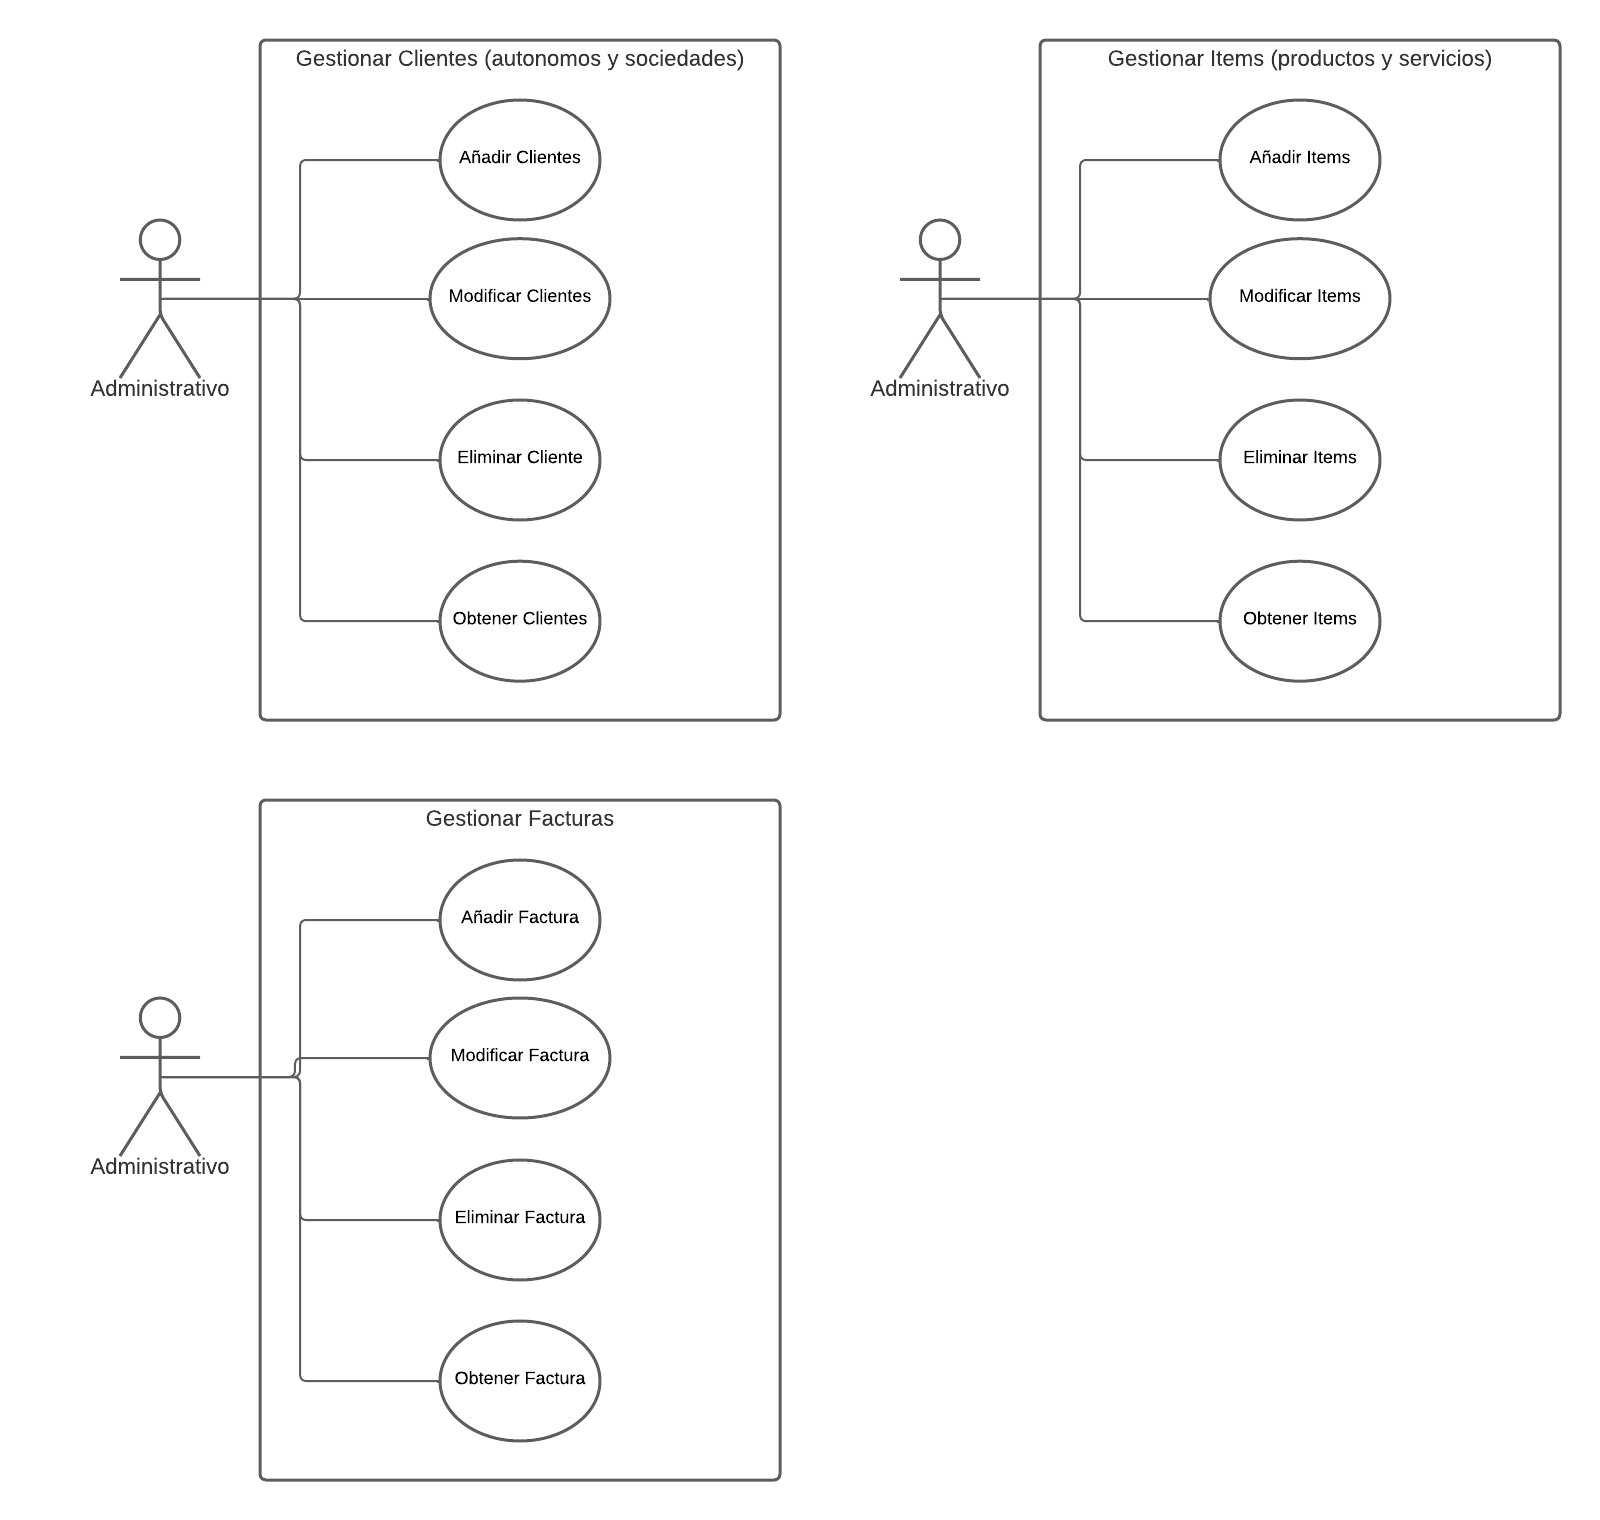 Gestionar Clientes (autonomos y sociedades)
Añadir Clientes
Modificar Clientes
Administrativo
Eliminar Cliente
Obtener Clientes
Gestionar Items (productos y servicios)
Añadir Items
Modificar Items
Administrativo
Eliminar Items
Obtener Items
Gestionar Facturas
Añadir Factura
Modificar Factura
Administrativo
Eliminar Factura
Obtener Factura